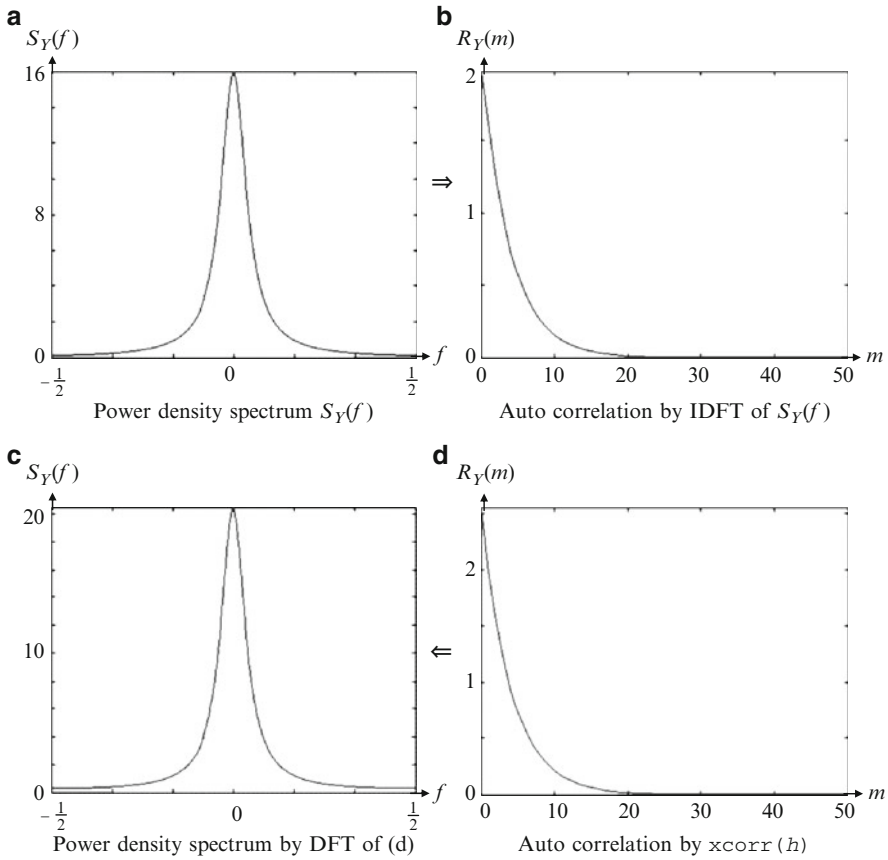 a
S_Y(f)
16
8
0
−1/2
0
1/2
f
Power density spectrum S_Y(f)
⇒
b
R_Y(m)
2
1
0
0
10
20
30
40
50
m
Auto correlation by IDFT of S_Y(f)
c
S_Y(f)
20
10
0
−1/2
0
1/2
f
Power density spectrum by DFT of (d)
⇐
d
R_Y(m)
2
1
0
0
10
20
30
40
50
m
Auto correlation by xcorr(h)